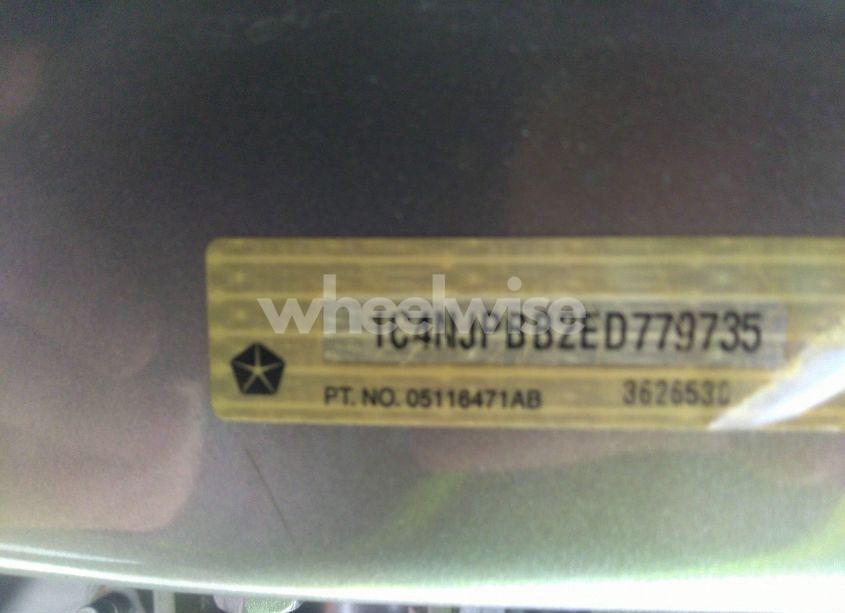 wheelwise
1C4NJPBB2ED779735
PT. NO. 05116471AB
3626530